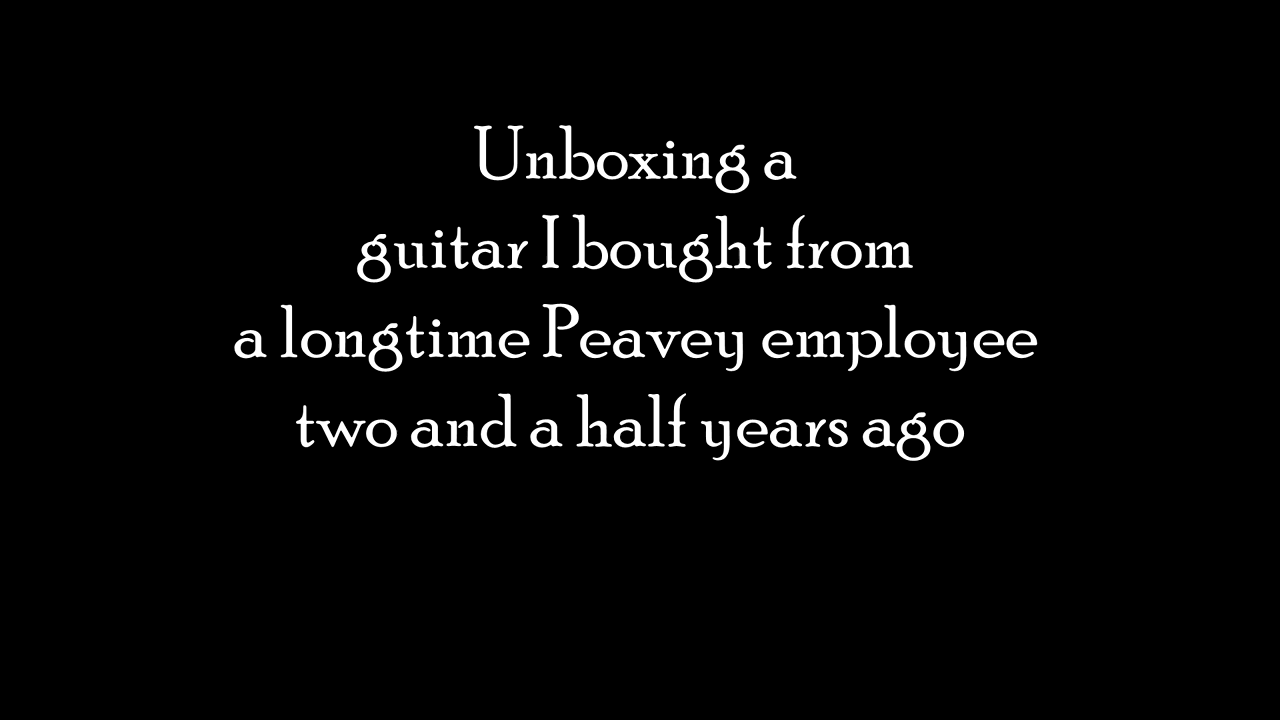 Unboxing a
guitar I bought from
a longtime Peavey employee
two and a half years ago